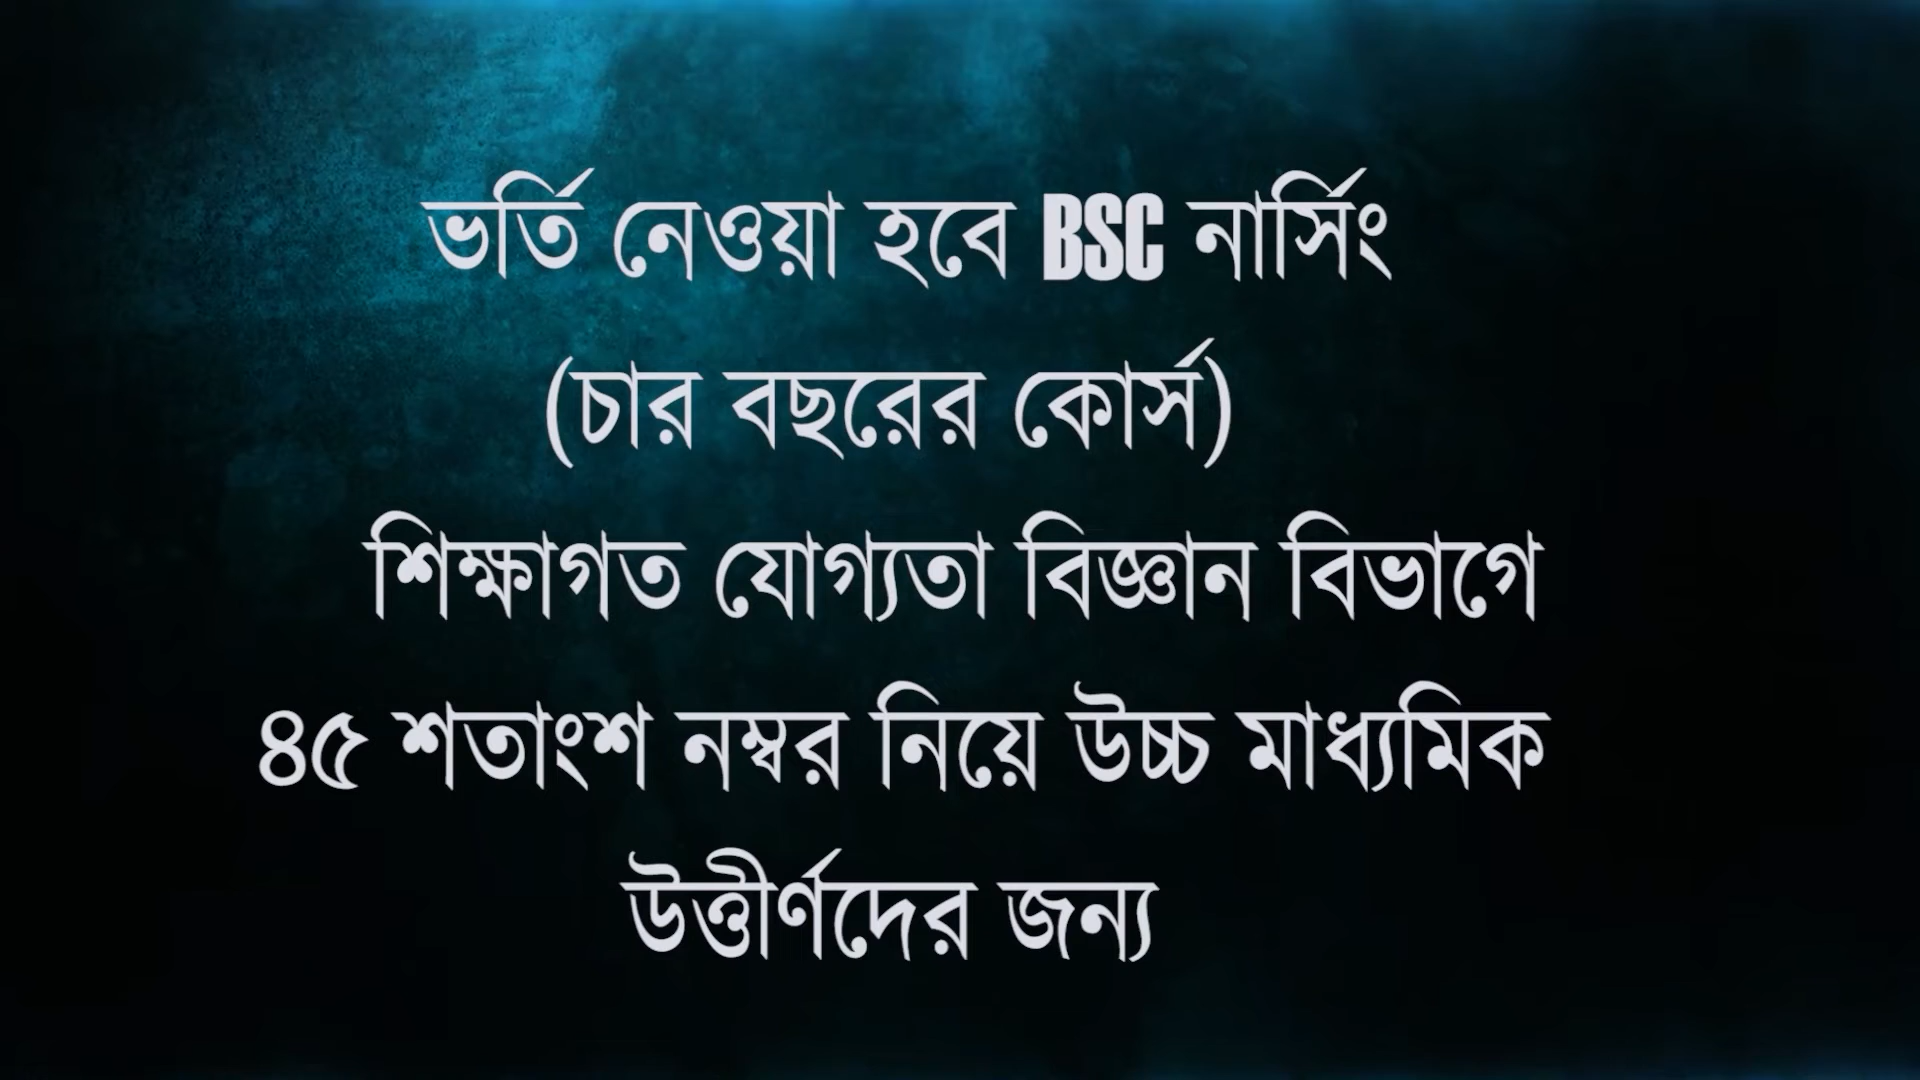 ভর্তি নেওয়া হবে BSC নার্সিং
(চার বছরের কোর্স)
শিক্ষাগত যোগ্যতা বিজ্ঞান বিভাগে
৪৫ শতাংশ নম্বর নিয়ে উচ্চ মাধ্যমিক
উত্তীর্ণদের জন্য